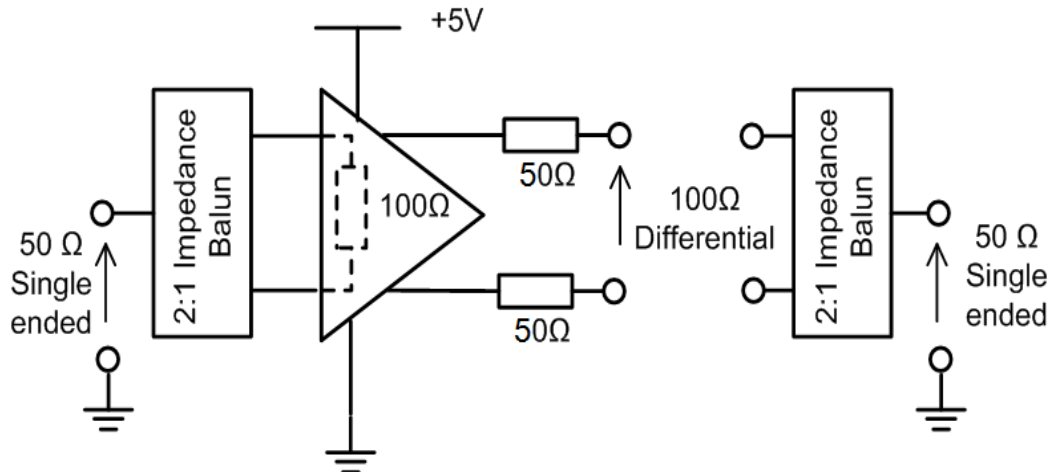 +5V
2:1 Impedance
Balun
50 Ω
Single
ended
100Ω
50Ω
50Ω
100Ω
Differential
2:1 Impedance
Balun
50 Ω
Single
ended